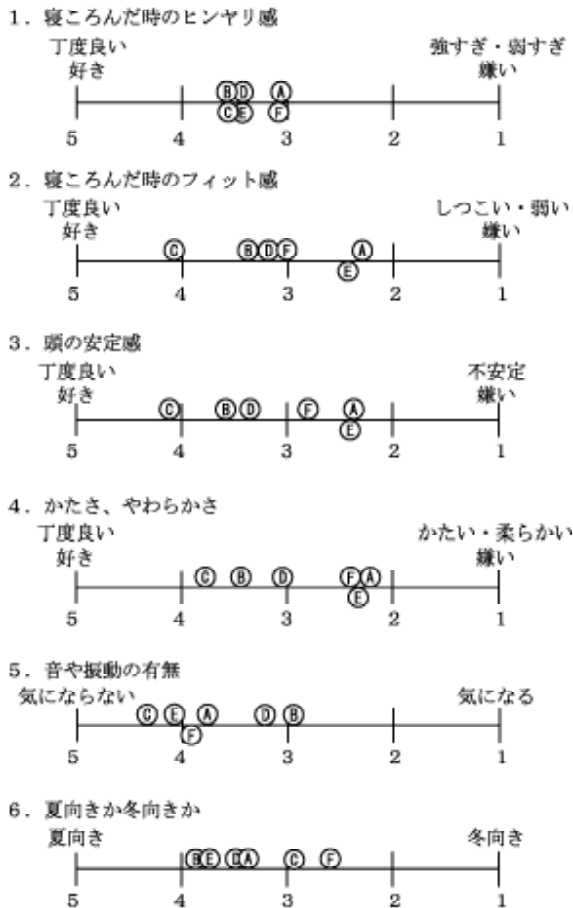 1．寝ころんだ時のヒンヤリ感
丁度良い 強すぎ・弱すぎ
好き 嫌い
B D A
C E F
5 4 3 2 1
2．寝ころんだ時のフィット感
丁度良い しつこい・弱い
好き 嫌い
C B D F A
E
5 4 3 2 1
3．頭の安定感
丁度良い 不安定
好き 嫌い
C B D F A
E
5 4 3 2 1
4．かたさ、やわらかさ
丁度良い かたい・柔らかい
好き 嫌い
C B D F A
E
5 4 3 2 1
5．音や振動の有無
気にならない 気になる
C E A D B
F
5 4 3 2 1
6．夏向きか冬向きか
夏向き 冬向き
B E D A C F
5 4 3 2 1